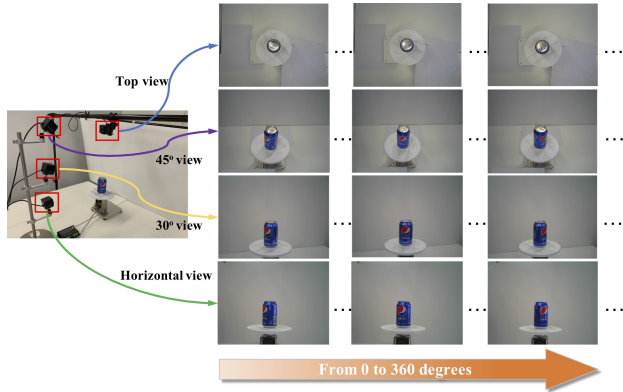 Top view
45° view
30° view
Horizontal view
From 0 to 360 degrees